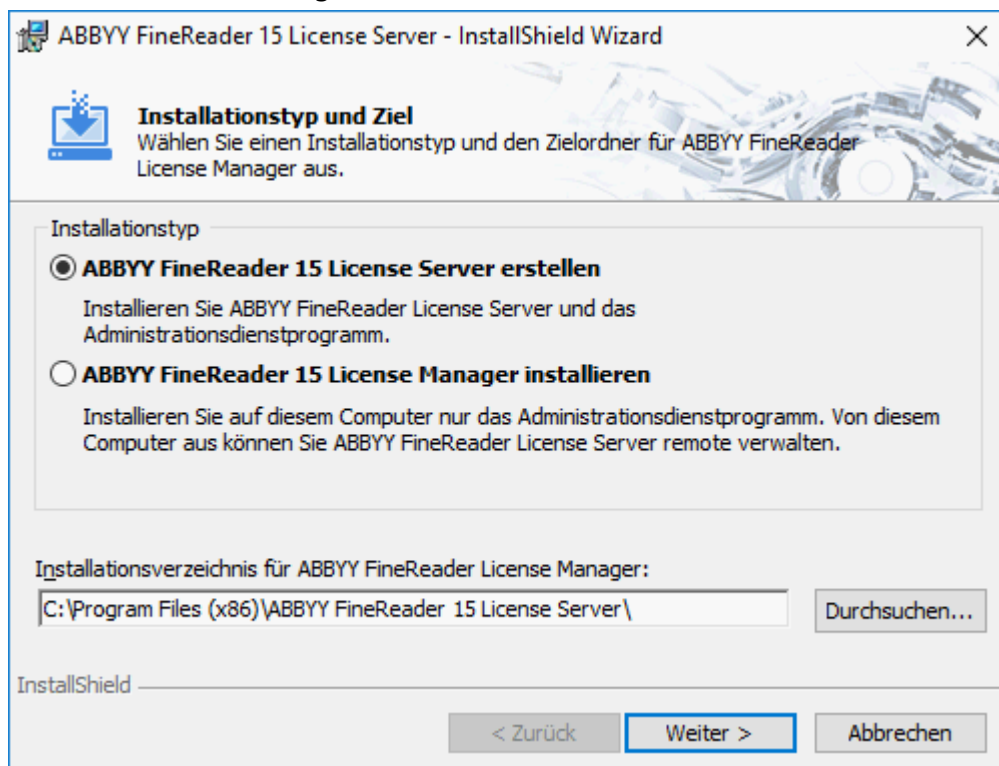 ABBYY FineReader 15 License Server - InstallShield Wizard
Installationstyp und Ziel
Wählen Sie einen Installationstyp und den Zielordner für ABBYY FineReader
License Manager aus.
Installationstyp
ABBYY FineReader 15 License Server erstellen
Installieren Sie ABBYY FineReader License Server und das
Administrationsdienstprogramm.
ABBYY FineReader 15 License Manager installieren
Installieren Sie auf diesem Computer nur das Administrationsdienstprogramm. Von diesem
Computer aus können Sie ABBYY FineReader License Server remote verwalten.
Installationsverzeichnis für ABBYY FineReader License Manager:
C:\Program Files (x86)\ABBYY FineReader 15 License Server\
Durchsuchen...
InstallShield
< Zurück
Weiter >
Abbrechen